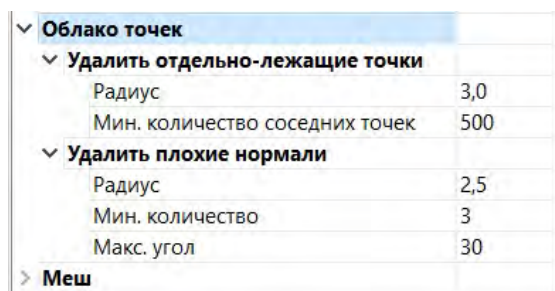 Облако точек
Удалить отдельно-лежащие точки
Радиус 3,0
Мин. количество соседних точек 500
Удалить плохие нормали
Радиус 2,5
Мин. количество 3
Макс. угол 30
Меш